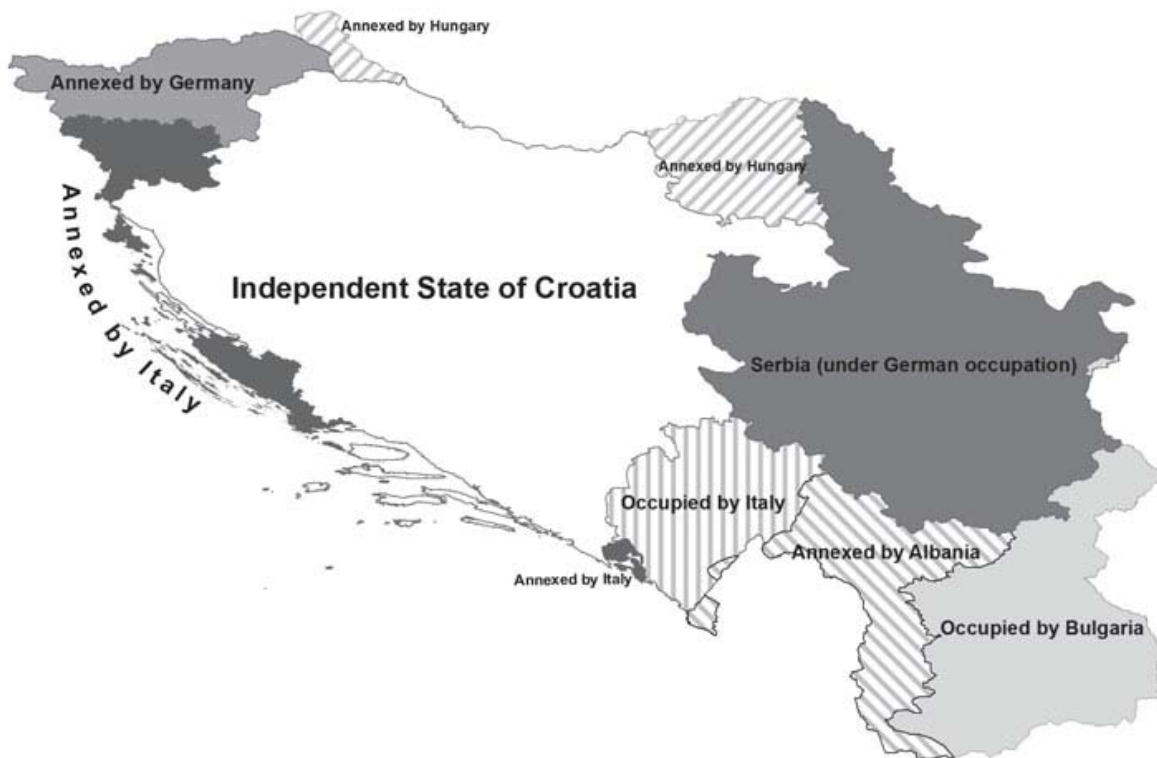 Annexed by Hungary
Annexed by Germany
Annexed by Hungary
Annexed by Italy
Independent State of Croatia
Serbia (under German occupation)
Occupied by Italy
Annexed by Albania
Annexed by Italy
Occupied by Bulgaria